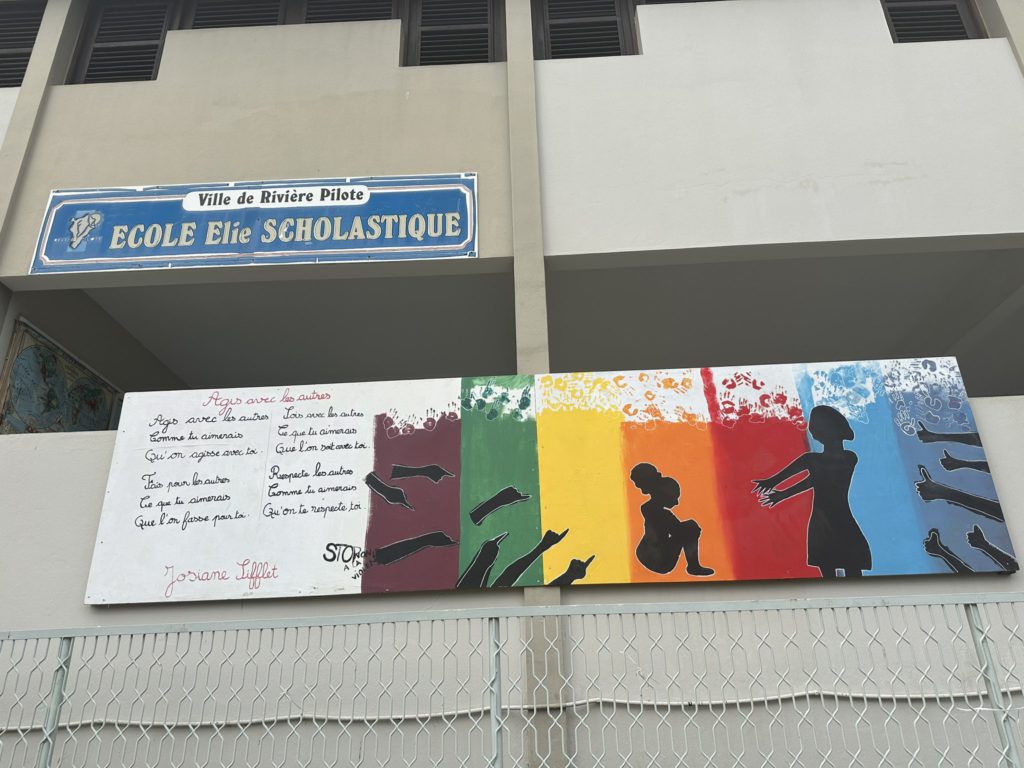 Ville de Rivière Pilote
ECOLE Elie SCHOLASTIQUE
Agis avec les autres
Agis avec les autres
Comme tu aimerais
Qu'on agisse avec toi.
Fais pour les autres
Ce que tu aimerais
Que l'on fasse pour toi.
Sois avec les autres
Ce que tu aimerais
Que l'on soit avec toi.
Respecte les autres
Comme tu aimerais
Qu'on te respecte toi
Josiane Lifflet
STOP
A LA